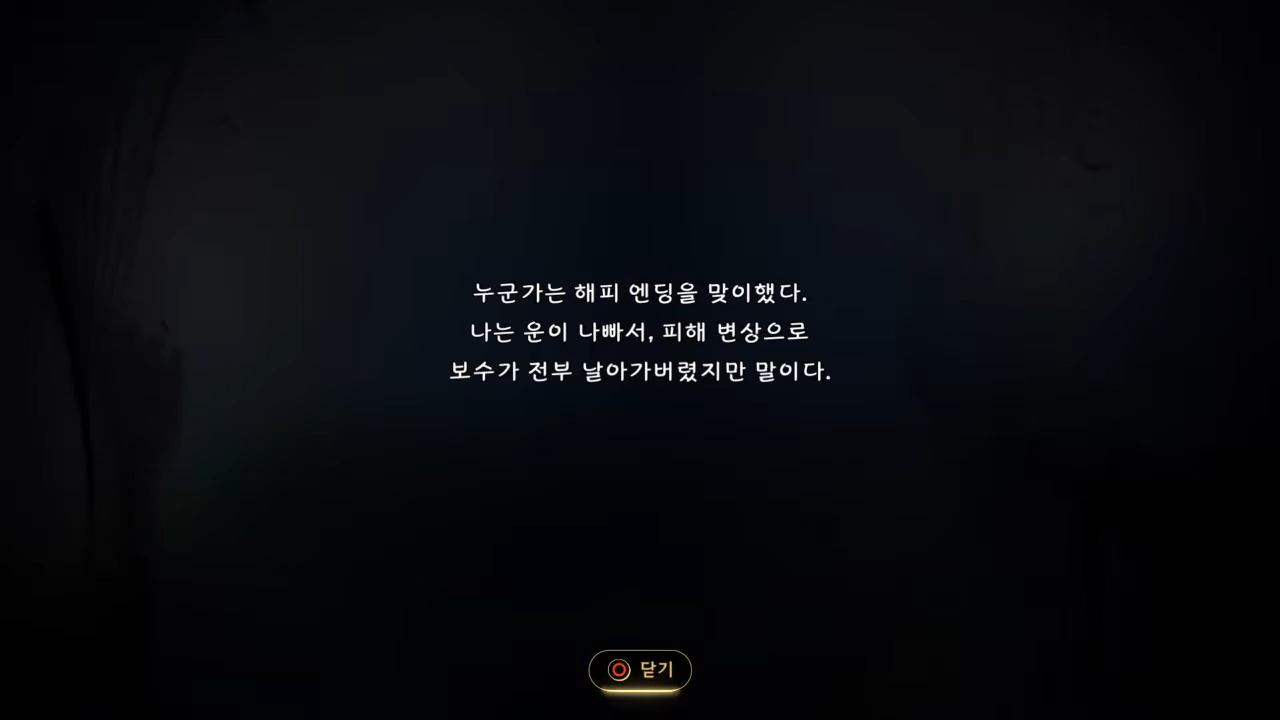 누군가는 해피 엔딩을 맞이했다.
나는 운이 나빠서, 피해 변상으로
보수가 전부 날아가버렸지만 말이다.
닫기